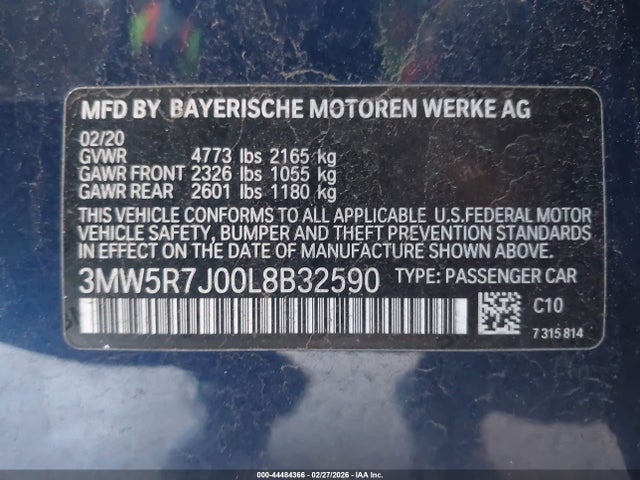 MFD BY BAYERISCHE MOTOREN WERKE AG
02/20
GVWR 4773 lbs 2165 kg
GAWR FRONT 2326 lbs 1055 kg
GAWR REAR 2601 lbs 1180 kg
THIS VEHICLE CONFORMS TO ALL APPLICABLE U.S.FEDERAL MOTOR
VEHICLE SAFETY, BUMPER AND THEFT PREVENTION STANDARDS
IN EFFECT ON THE DATE OF MANUFACTURE SHOWN ABOVE.
3MW5R7J00L8B32590 TYPE: PASSENGER CAR
C10
7 315 814
000-44484366 - 02/27/2026 - IAA Inc.